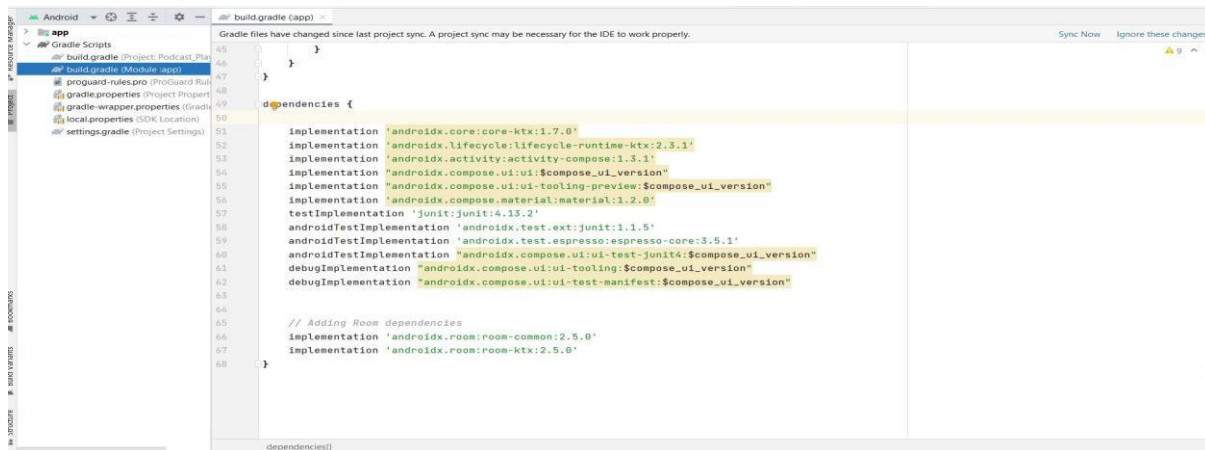 Android
build.gradle (:app)
Resource Manager
app
Gradle files have changed since last project sync. A project sync may be necessary for the IDE to work properly.
Sync Now
Ignore these changes
Gradle Scripts
build.gradle (Project: Podcast_Pla
build.gradle (Module :app)
proguard-rules.pro (ProGuard Rul
gradle.properties (Project Propert
gradle-wrapper.properties (Gradl
local.properties (SDK Location)
settings.gradle (Project Settings)
Project
Bookmarks
Build Variants
Structure
9
45 }
46 }
47 }
48
49 dependencies {
50
51 implementation 'androidx.core:core-ktx:1.7.0'
52 implementation 'androidx.lifecycle:lifecycle-runtime-ktx:2.3.1'
53 implementation 'androidx.activity:activity-compose:1.3.1'
54 implementation "androidx.compose.ui:ui:$compose_ui_version"
55 implementation "androidx.compose.ui:ui-tooling-preview:$compose_ui_version"
56 implementation 'androidx.compose.material:material:1.2.0'
57 testImplementation 'junit:junit:4.13.2'
58 androidTestImplementation 'androidx.test.ext:junit:1.1.5'
59 androidTestImplementation 'androidx.test.espresso:espresso-core:3.5.1'
60 androidTestImplementation "androidx.compose.ui:ui-test-junit4:$compose_ui_version"
61 debugImplementation "androidx.compose.ui:ui-tooling:$compose_ui_version"
62 debugImplementation "androidx.compose.ui:ui-test-manifest:$compose_ui_version"
63
64
65 // Adding Room dependencies
66 implementation 'androidx.room:room-common:2.5.0'
67 implementation 'androidx.room:room-ktx:2.5.0'
68 }
dependencies{}